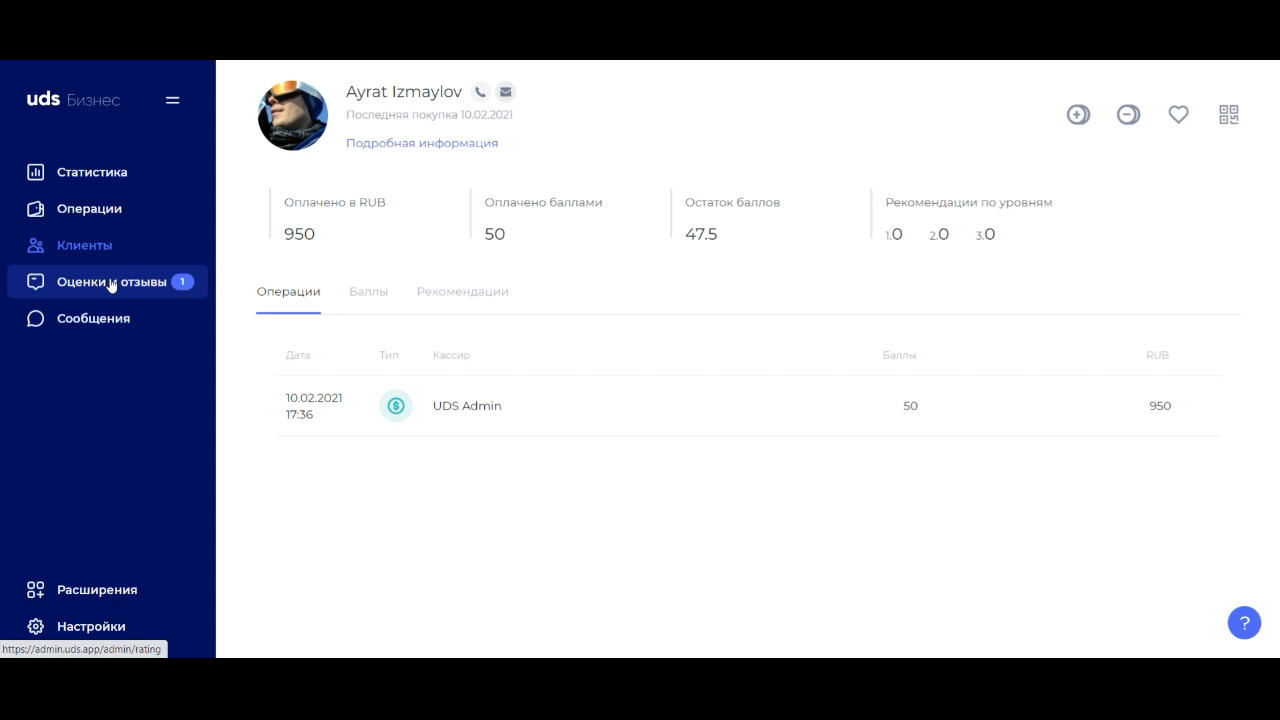 uds Бизнес
Статистика
Операции
Клиенты
Оценки и отзывы 1
Сообщения
Расширения
Настройки
https://admin.uds.app/admin/rating
Ayrat Izmaylov
Последняя покупка 10.02.2021
Подробная информация
Оплачено в RUB
950
Оплачено баллами
50
Остаток баллов
47.5
Рекомендации по уровням
1.0 2.0 3.0
Операции Баллы Рекомендации
Дата Тип Кассир Баллы RUB
10.02.2021
17:36
UDS Admin 50 950
?